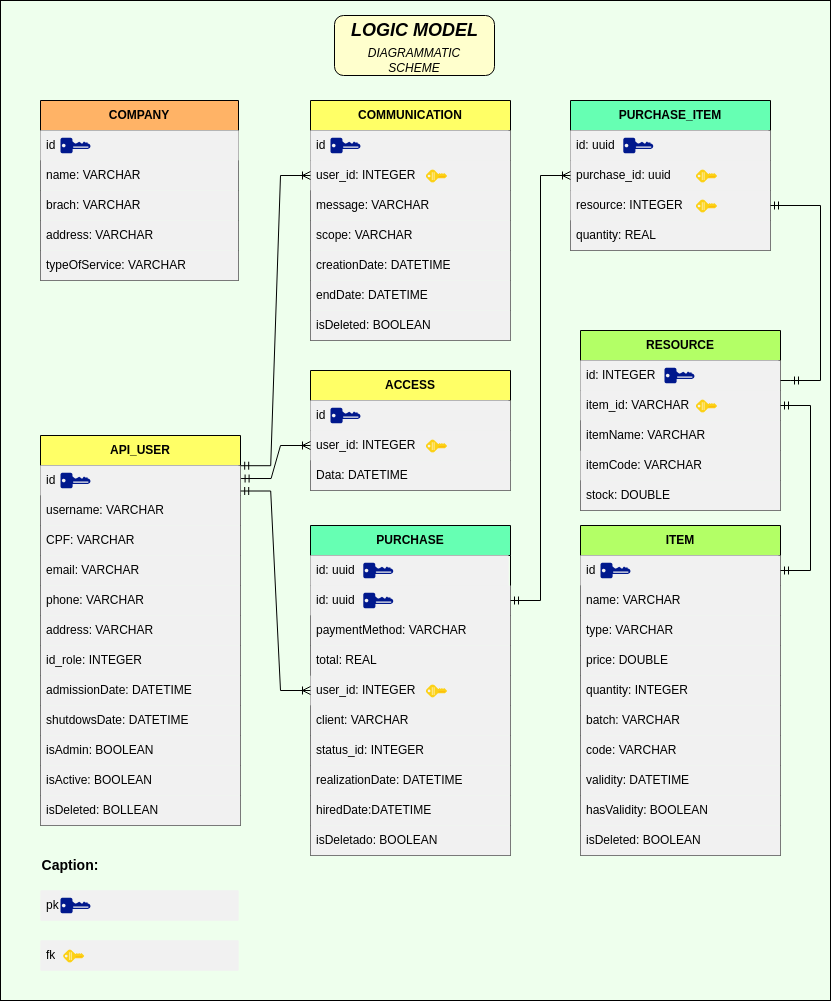 LOGIC MODEL
DIAGRAMMATIC
SCHEME
COMPANY
id
name: VARCHAR
brach: VARCHAR
address: VARCHAR
typeOfService: VARCHAR
COMMUNICATION
id
user_id: INTEGER
message: VARCHAR
scope: VARCHAR
creationDate: DATETIME
endDate: DATETIME
isDeleted: BOOLEAN
PURCHASE_ITEM
id: uuid
purchase_id: uuid
resource: INTEGER
quantity: REAL
RESOURCE
id: INTEGER
item_id: VARCHAR
itemName: VARCHAR
itemCode: VARCHAR
stock: DOUBLE
ACCESS
id
user_id: INTEGER
Data: DATETIME
API_USER
id
username: VARCHAR
CPF: VARCHAR
email: VARCHAR
phone: VARCHAR
address: VARCHAR
id_role: INTEGER
admissionDate: DATETIME
shutdowsDate: DATETIME
isAdmin: BOOLEAN
isActive: BOOLEAN
isDeleted: BOLLEAN
PURCHASE
id: uuid
id: uuid
paymentMethod: VARCHAR
total: REAL
user_id: INTEGER
client: VARCHAR
status_id: INTEGER
realizationDate: DATETIME
hiredDate:DATETIME
isDeletado: BOOLEAN
ITEM
id
name: VARCHAR
type: VARCHAR
price: DOUBLE
quantity: INTEGER
batch: VARCHAR
code: VARCHAR
validity: DATETIME
hasValidity: BOOLEAN
isDeleted: BOOLEAN
Caption:
pk
fk